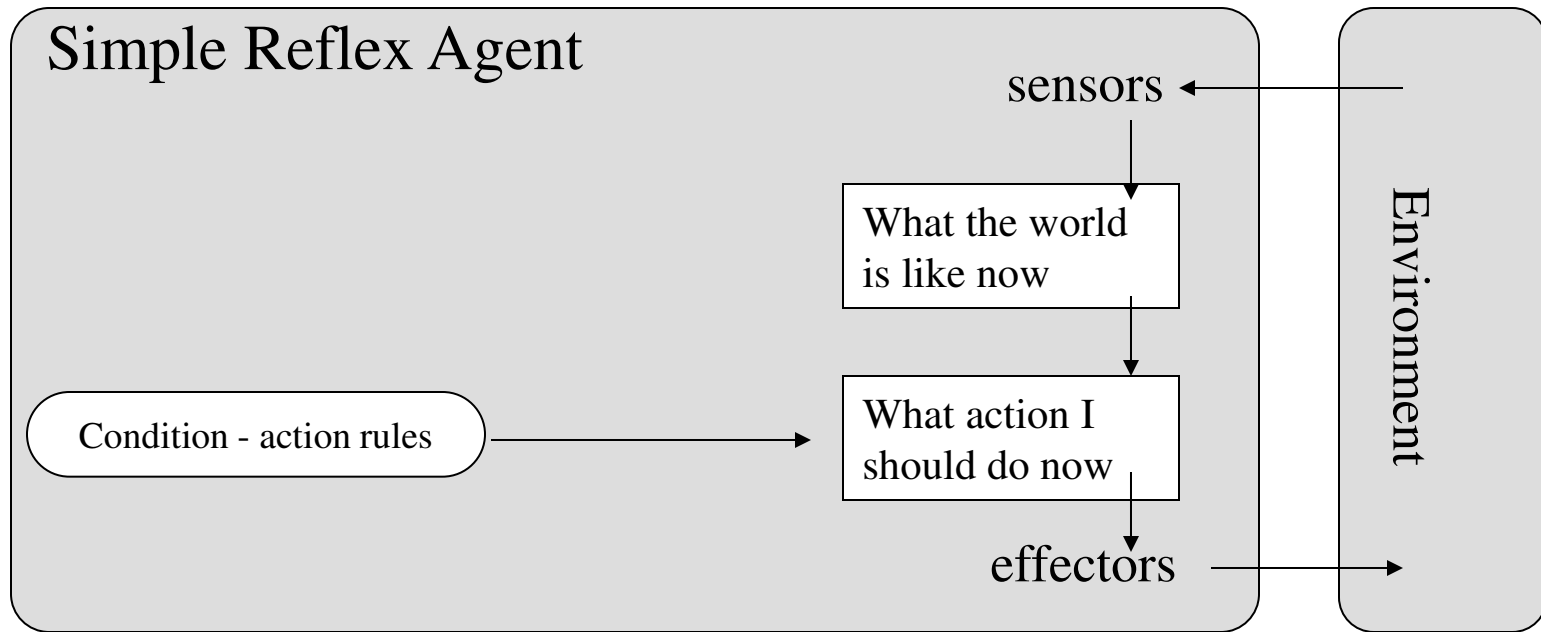 Simple Reflex Agent
sensors
What the world
is like now
Environment
Condition - action rules
What action I
should do now
effectors